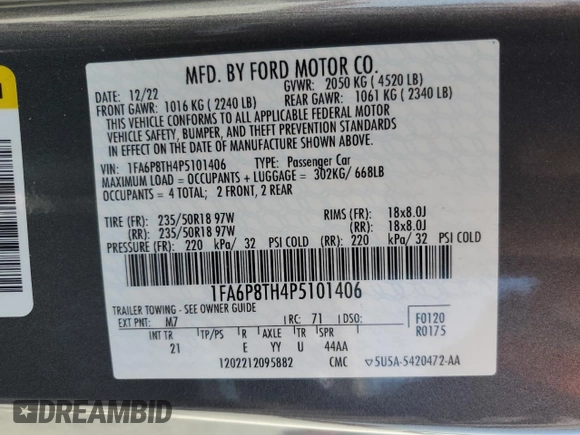 MFD. BY FORD MOTOR CO.
DATE: 12/22 GVWR: 2050 KG ( 4520 LB)
FRONT GAWR: 1016 KG ( 2240 LB) REAR GAWR: 1061 KG ( 2340 LB)
THIS VEHICLE CONFORMS TO ALL APPLICABLE FEDERAL MOTOR
VEHICLE SAFETY, BUMPER, AND THEFT PREVENTION STANDARDS
IN EFFECT ON THE DATE OF MANUFACTURE SHOWN ABOVE.
VIN: 1FA6P8TH4P5101406 TYPE: Passenger Car
MAXIMUM LOAD = OCCUPANTS + LUGGAGE = 302KG/ 668LB
OCCUPANTS = 4 TOTAL; 2 FRONT, 2 REAR
TIRE (FR): 235/50R18 97W RIMS (FR): 18x8.0J
(RR): 235/50R18 97W (RR): 18x8.0J
PRESSURE (FR): 220 kPa/ 32 PSI COLD (RR): 220 kPa/ 32 PSI COLD
1FA6P8TH4P5101406
TRAILER TOWING - SEE OWNER GUIDE
EXT PNT: M7 RC: 71 DSO: F0120
R0175
INT TR TP/PS R AXLE TR SPR
21 E YY U 44AA
1202212095882 CMC 5U5A-5420472-AA
DREAMBID